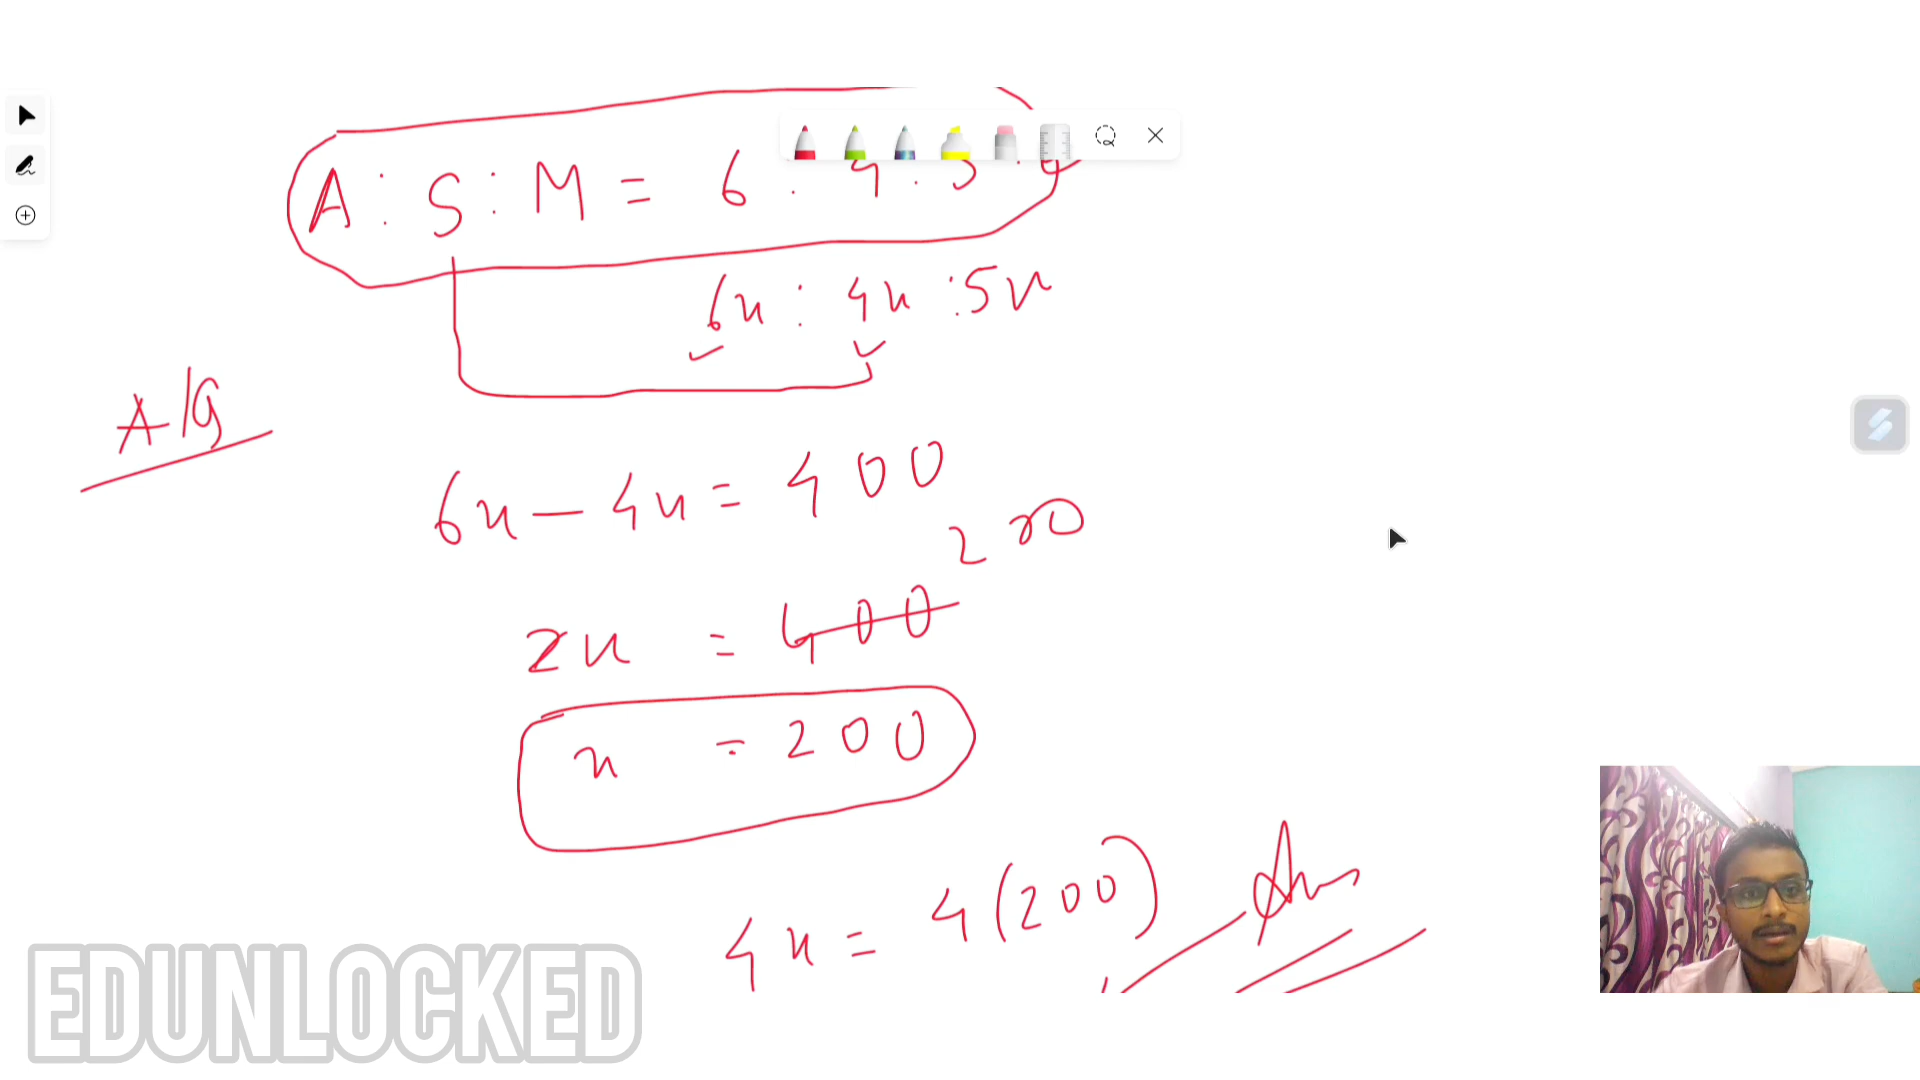 A : S : M = 6 : 4 : 5
6x : 4x : 5x
A/Q
6x - 4x = 400
200
2x = 400
x = 200
4x = 4(200) Ans
EDUNLOCKED